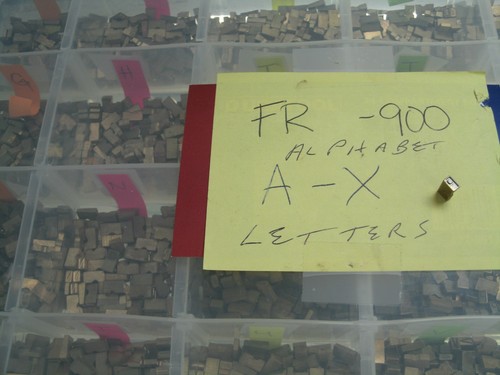 H
FR -900
ALPHABET
A - X
LETTERS